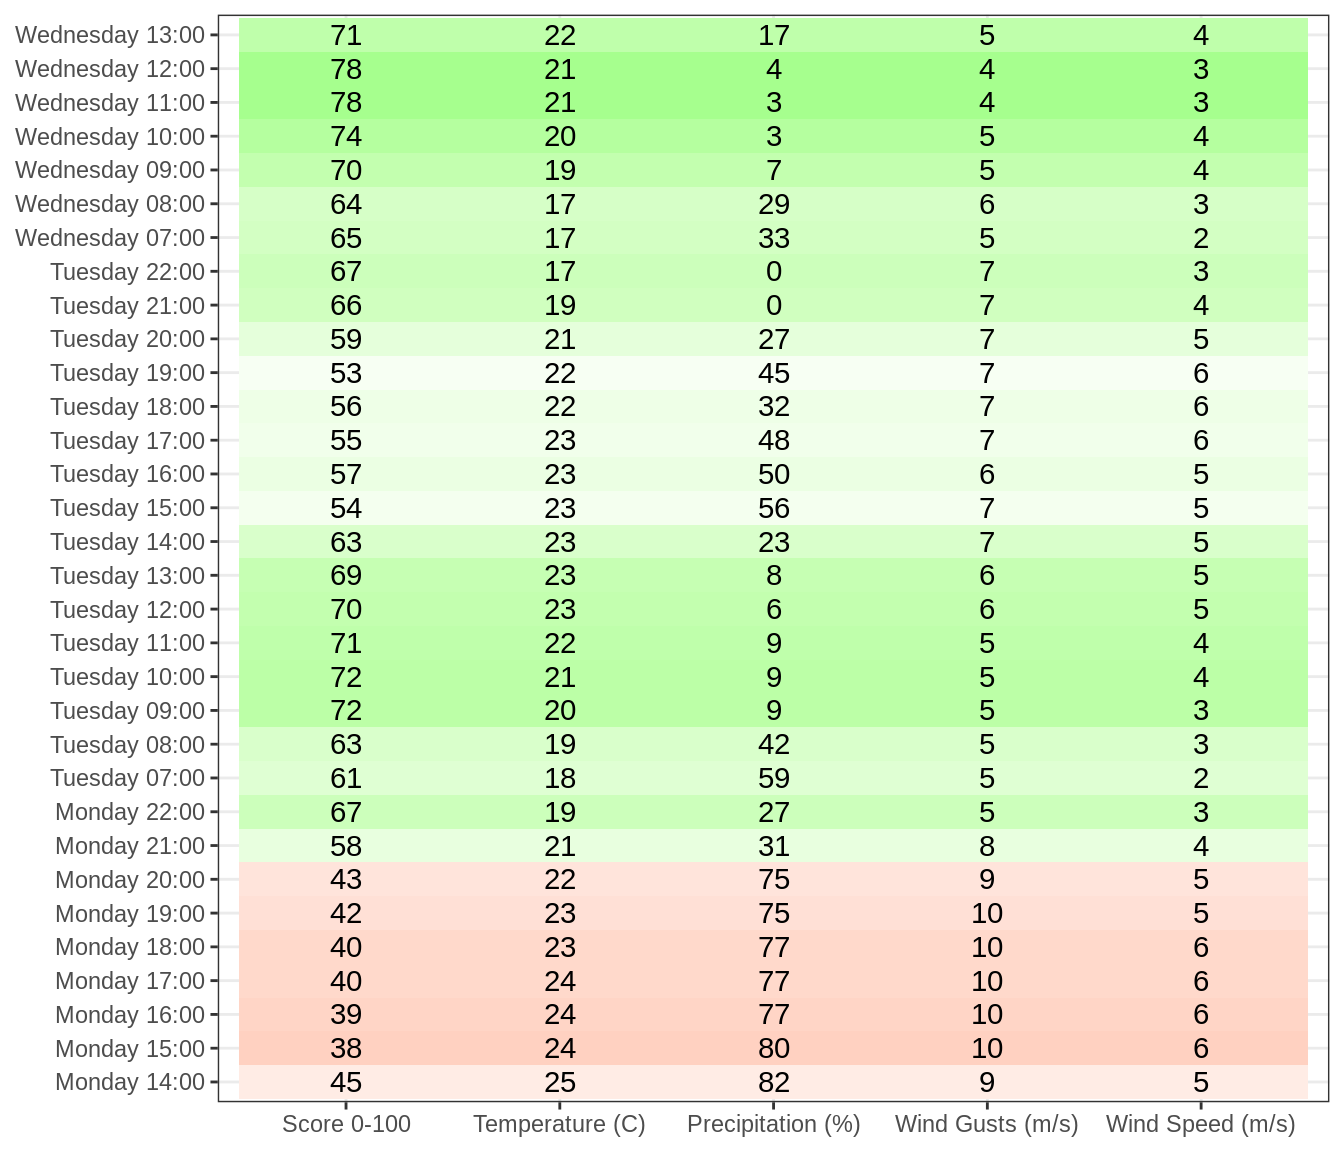 Wednesday 13:00 71 22 17 5 4
Wednesday 12:00 78 21 4 4 3
Wednesday 11:00 78 21 3 4 3
Wednesday 10:00 74 20 3 5 4
Wednesday 09:00 70 19 7 5 4
Wednesday 08:00 64 17 29 6 3
Wednesday 07:00 65 17 33 5 2
Tuesday 22:00 67 17 0 7 3
Tuesday 21:00 66 19 0 7 4
Tuesday 20:00 59 21 27 7 5
Tuesday 19:00 53 22 45 7 6
Tuesday 18:00 56 22 32 7 6
Tuesday 17:00 55 23 48 7 6
Tuesday 16:00 57 23 50 6 5
Tuesday 15:00 54 23 56 7 5
Tuesday 14:00 63 23 23 7 5
Tuesday 13:00 69 23 8 6 5
Tuesday 12:00 70 23 6 6 5
Tuesday 11:00 71 22 9 5 4
Tuesday 10:00 72 21 9 5 4
Tuesday 09:00 72 20 9 5 3
Tuesday 08:00 63 19 42 5 3
Tuesday 07:00 61 18 59 5 2
Monday 22:00 67 19 27 5 3
Monday 21:00 58 21 31 8 4
Monday 20:00 43 22 75 9 5
Monday 19:00 42 23 75 10 5
Monday 18:00 40 23 77 10 6
Monday 17:00 40 24 77 10 6
Monday 16:00 39 24 77 10 6
Monday 15:00 38 24 80 10 6
Monday 14:00 45 25 82 9 5
Score 0-100 Temperature (C) Precipitation (%) Wind Gusts (m/s) Wind Speed (m/s)